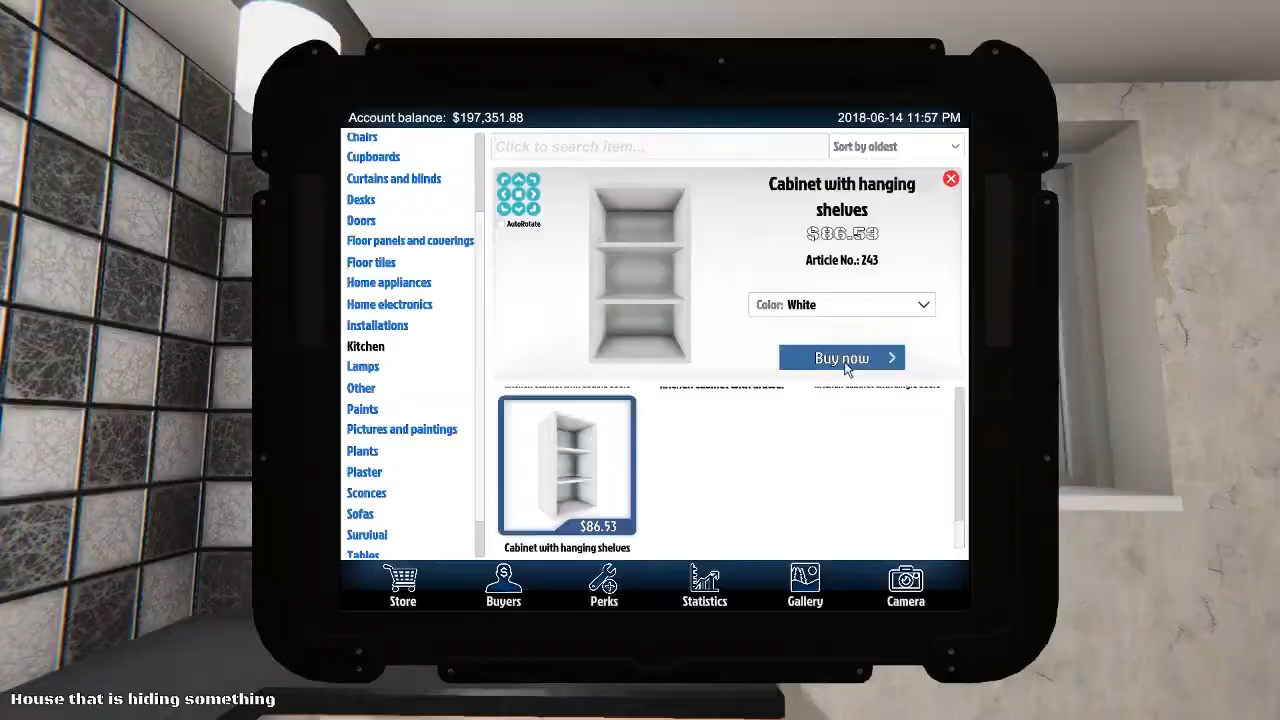 Account balance: $197,351.88
2018-06-14 11:57 PM
Chairs
Cupboards
Curtains and blinds
Desks
Doors
Floor panels and coverings
Floor tiles
Home appliances
Home electronics
Installations
Kitchen
Lamps
Other
Paints
Pictures and paintings
Plants
Plaster
Sconces
Sofas
Survival
Tables
Click to search item...
Sort by oldest
AutoRotate
Cabinet with hanging
shelves
$86.53
Article No.: 243
Color: White
Buy now
$86.53
Cabinet with hanging shelves
Store
Buyers
Perks
Statistics
Gallery
Camera
House that is hiding something